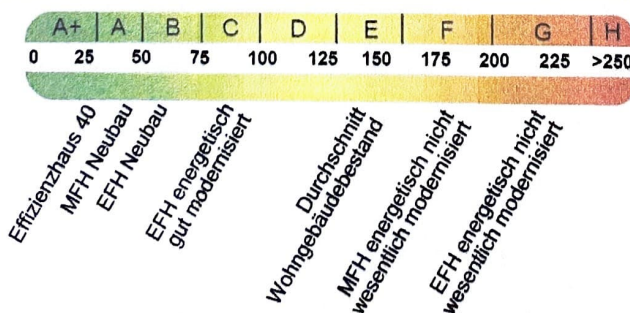 A+ A B C D E F G H
0 25 50 75 100 125 150 175 200 225 >250
Effizienzhaus 40
MFH Neubau
EFH Neubau
EFH energetisch
gut modernisiert
Durchschnitt
Wohngebäudebestand
MFH energetisch nicht
wesentlich modernisiert
EFH energetisch nicht
wesentlich modernisiert